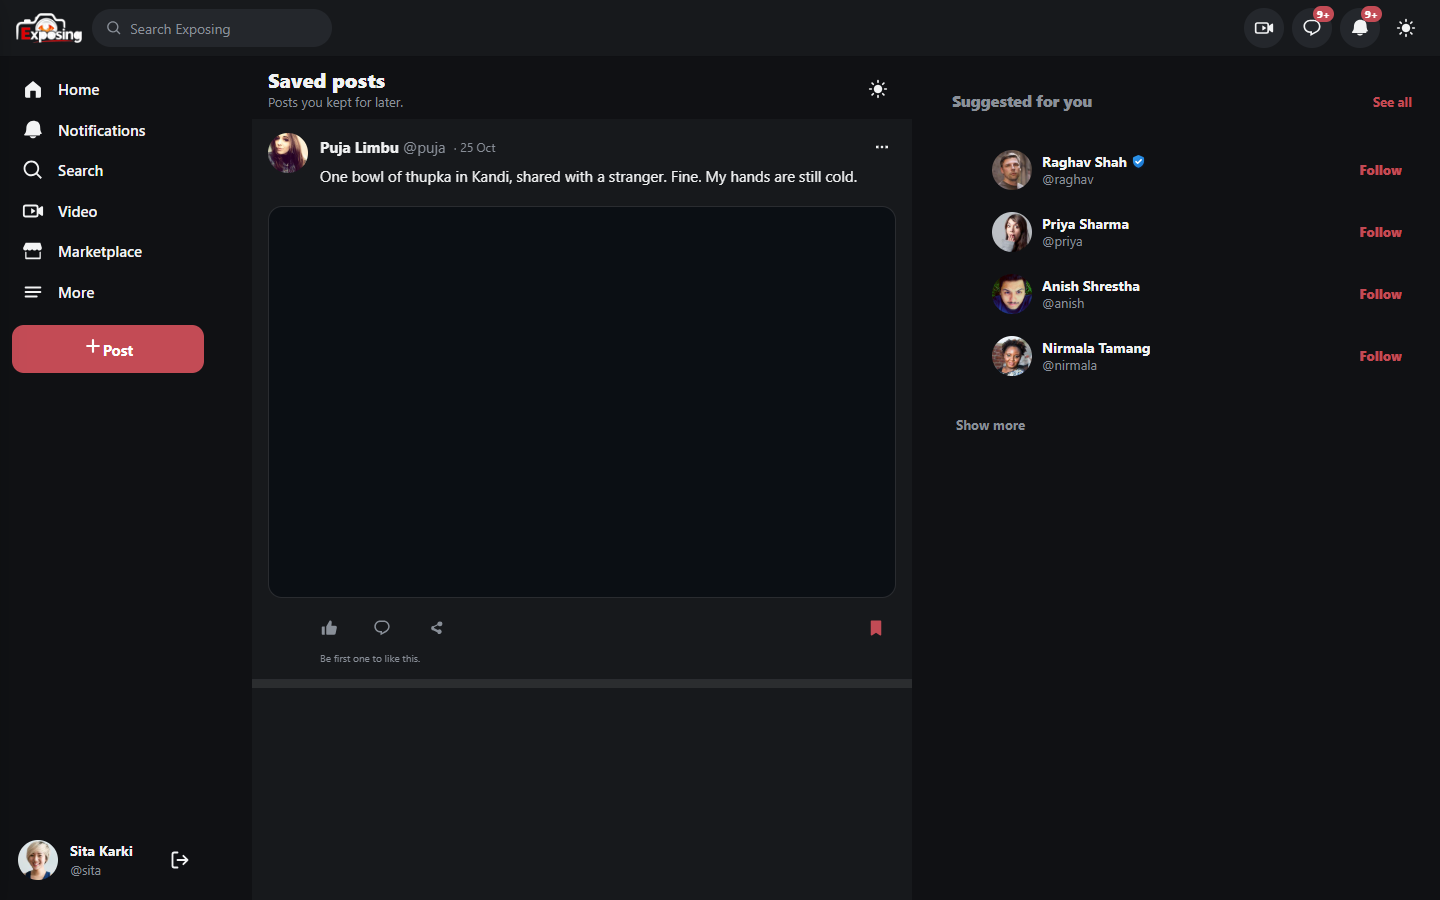 Exposing
Search Exposing
9+
9+
Home
Notifications
Search
Video
Marketplace
More
+ Post
Sita Karki
@sita
Saved posts
Posts you kept for later.
Puja Limbu @puja · 25 Oct
One bowl of thupka in Kandi, shared with a stranger. Fine. My hands are still cold.
Be first one to like this.
Suggested for you
See all
Raghav Shah
@raghav
Follow
Priya Sharma
@priya
Follow
Anish Shrestha
@anish
Follow
Nirmala Tamang
@nirmala
Follow
Show more